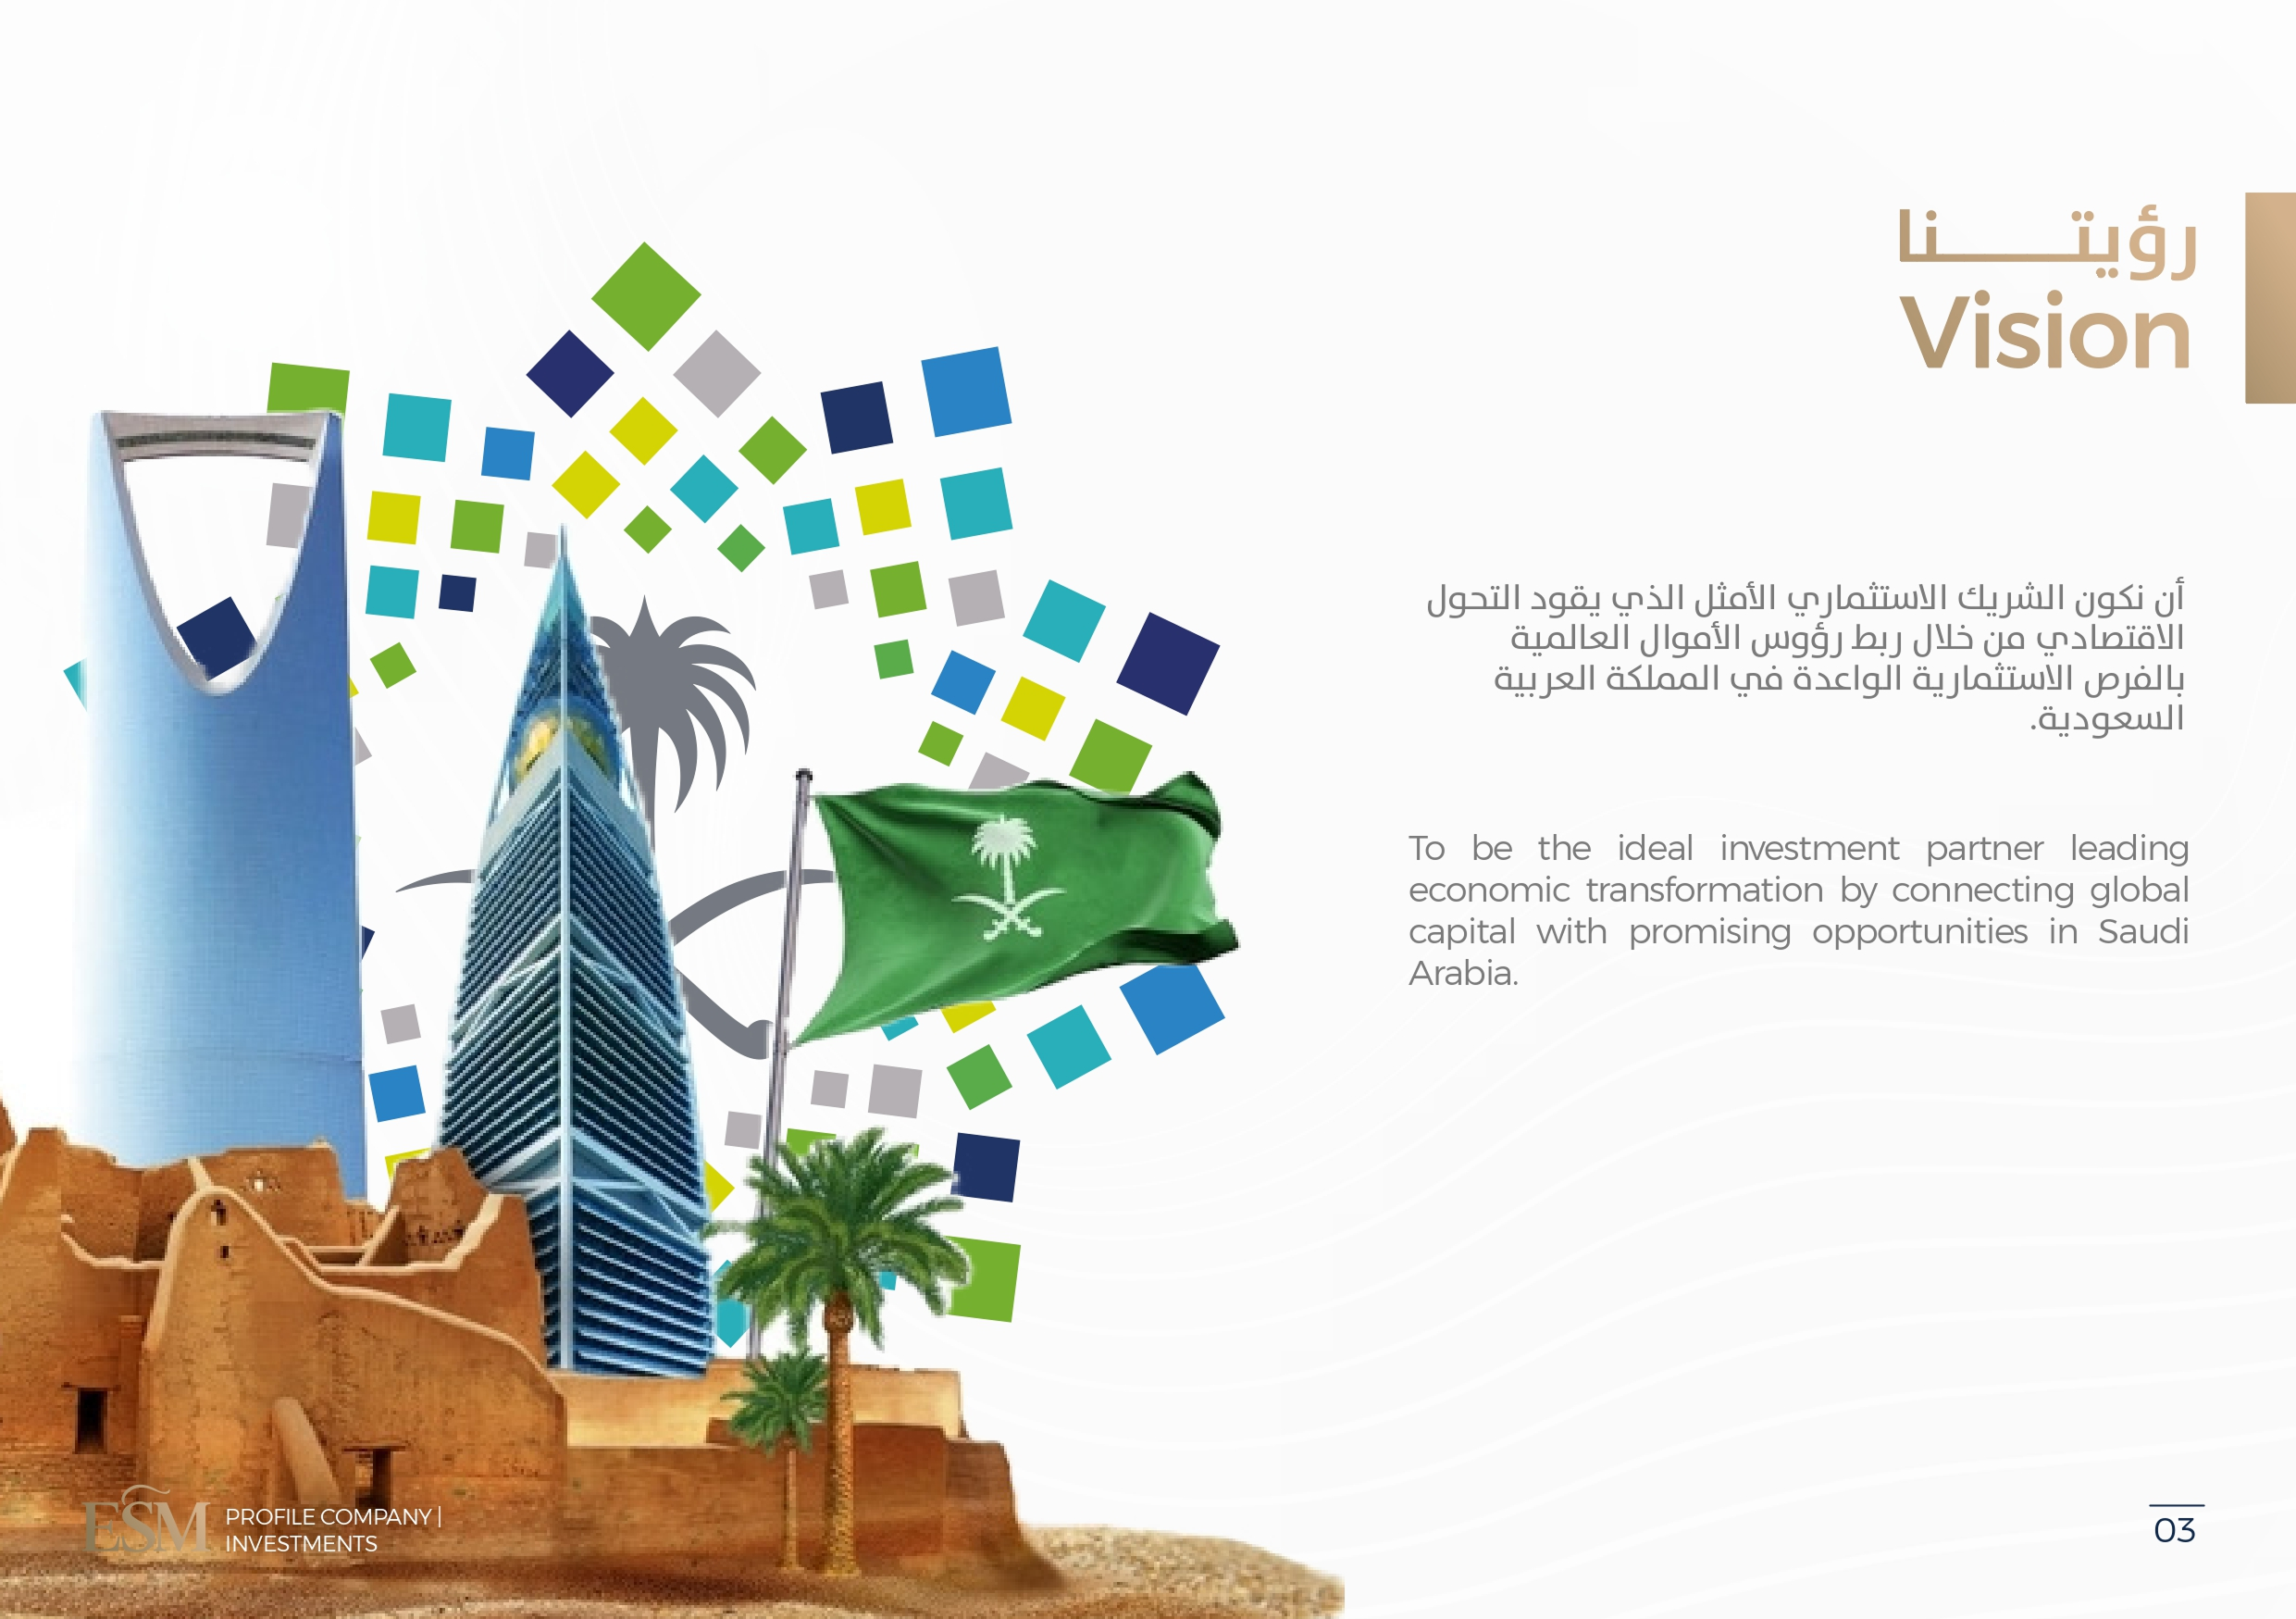 رؤيتـــــنا
Vision
أن نكون الشريك الاستثماري الأمثل الذي يقود التحول
الاقتصادي من خلال ربط رؤوس الأموال العالمية
بالفرص الاستثمارية الواعدة في المملكة العربية
السعودية.
To be the ideal investment partner leading
economic transformation by connecting global
capital with promising opportunities in Saudi
Arabia.
ESM
PROFILE COMPANY |
INVESTMENTS
03